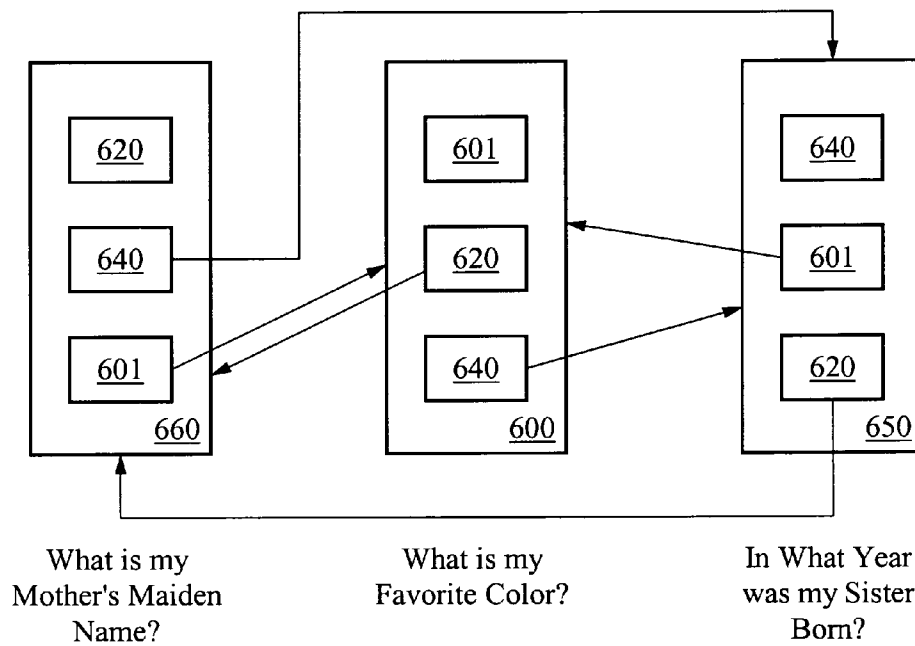 620
640
601
660
601
620
640
600
640
601
620
650
What is my
Mother's Maiden
Name?
What is my
Favorite Color?
In What Year
was my Sister
Born?